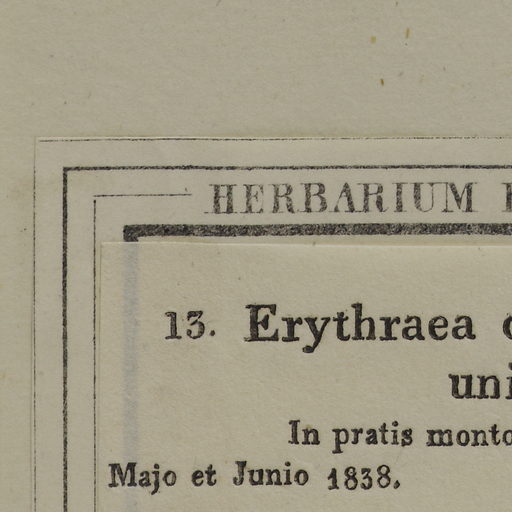 HERBARIUM
13. Erythraea
In pratis
Majo et Junio 1838.